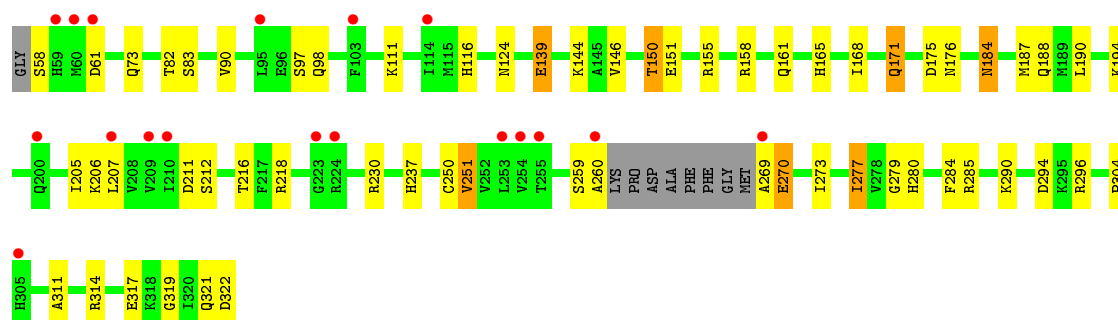 GLY S58 H59 M60 D61 Q73 T82 S83 V90 L95 E96 S97 Q98 F103 K111 I114 M115 H116 N124 E139 K144 A145 V146 T150 E151 R155 R158 Q161 H165 I168 Q171 D175 N176 N184 M187 Q188 M189 L190 K194
Q200 I205 K206 L207 V208 V209 I210 D211 S212 T216 F217 R218 G223 R224 R230 H237 C250 V251 V252 L253 V254 T255 S259 A260 LYS PRO ASP ALA PHE PHE GLY MET A269 E270 I273 I277 V278 G279 H280 F284 R285 K290 D294 K295 R296
H305 A311 R314 E317 K318 G319 I320 Q321 D322